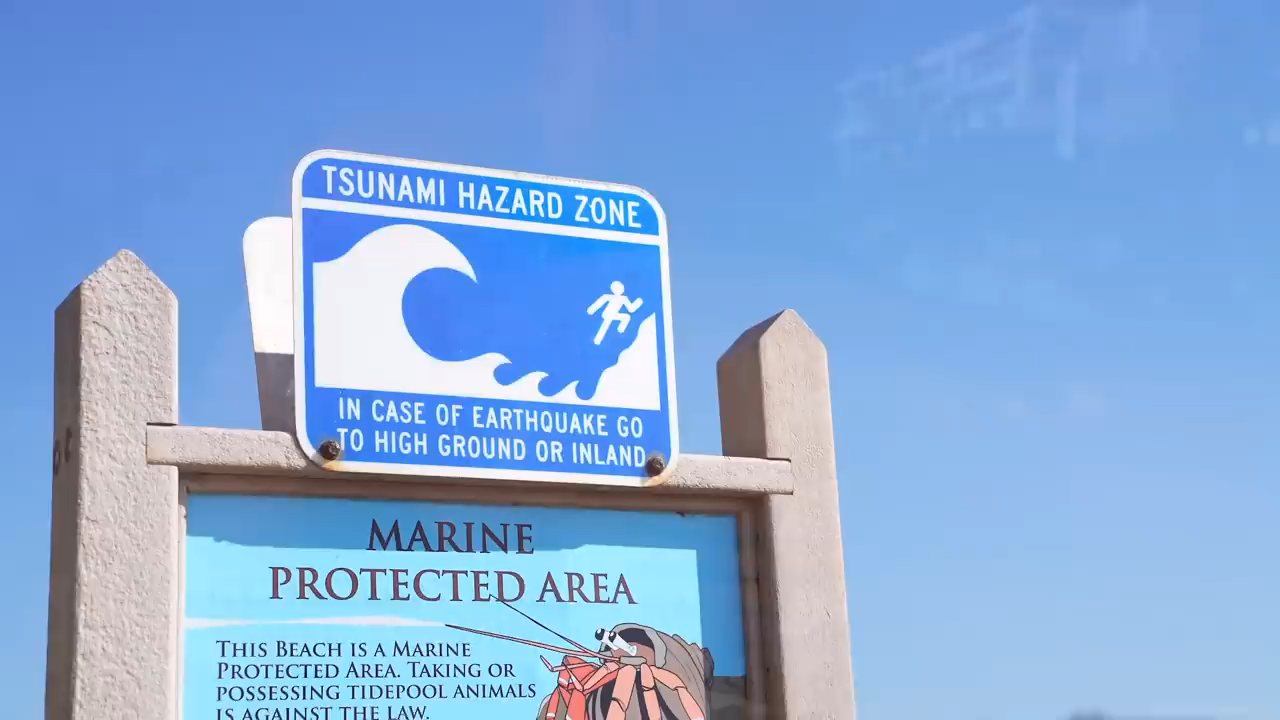 TSUNAMI HAZARD ZONE
IN CASE OF EARTHQUAKE GO
TO HIGH GROUND OR INLAND
MARINE
PROTECTED AREA
THIS BEACH IS A MARINE
PROTECTED AREA. TAKING OR
POSSESSING TIDEPOOL ANIMALS
IS AGAINST THE LAW.